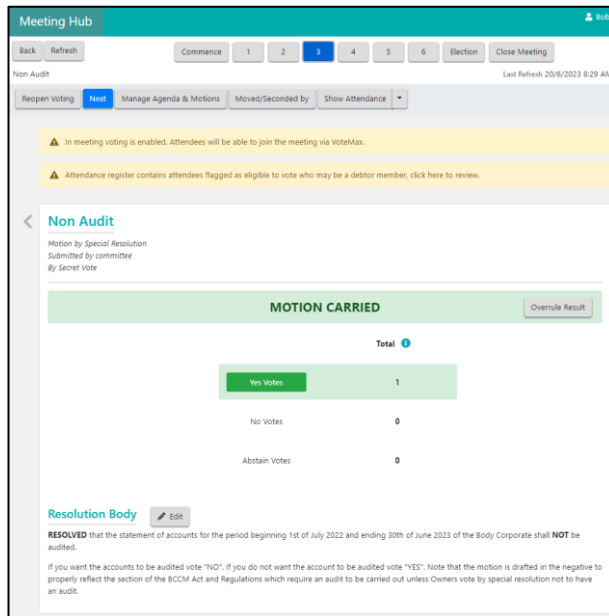 Meeting Hub
Bob
Back Refresh Commence 1 2 3 4 5 6 Election Close Meeting
Non Audit Last Refresh 20/6/2023 8:29 AM
Reopen Voting Next Manage Agenda & Motions Moved/Seconded by Show Attendance
In meeting voting is enabled. Attendees will be able to join the meeting via VoteMax.
Attendance register contains attendees flagged as eligible to vote who may be a debtor member, click here to review.
Non Audit
Motion by Special Resolution
Submitted by committee
By Secret Vote
MOTION CARRIED Overrule Result
Total
Yes Votes 1
No Votes 0
Abstain Votes 0
Resolution Body Edit
RESOLVED that the statement of accounts for the period beginning 1st of July 2022 and ending 30th of June 2023 of the Body Corporate shall NOT be
audited.
If you want the accounts to be audited vote "NO". If you do not want the account to be audited vote "YES". Note that the motion is drafted in the negative to
properly reflect the section of the BCCM Act and Regulations which require an audit to be carried out unless Owners vote by special resolution not to have
an audit.